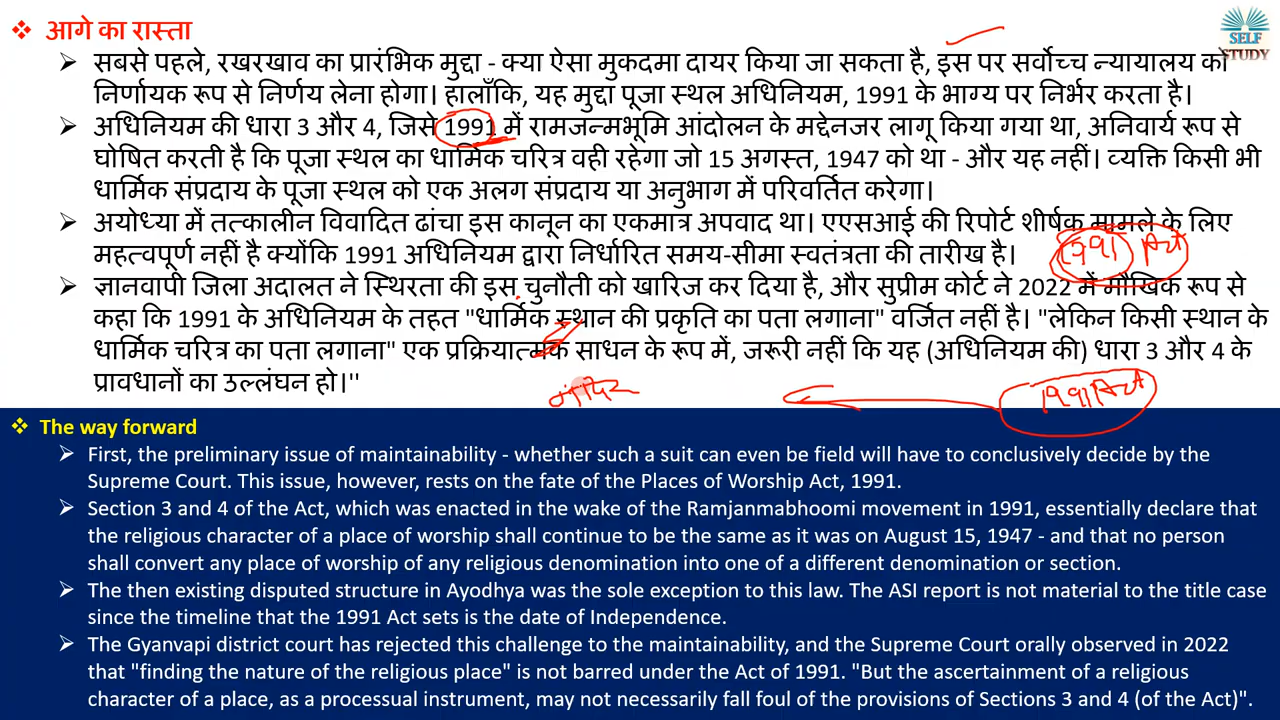 ❖ आगे का रास्ता
SELF
STUDY
➢ सबसे पहले, रखरखाव का प्रारंभिक मुद्दा - क्या ऐसा मुकदमा दायर किया जा सकता है, इस पर सर्वोच्च न्यायालय को
निर्णायक रूप से निर्णय लेना होगा। हालाँकि, यह मुद्दा पूजा स्थल अधिनियम, 1991 के भाग्य पर निर्भर करता है।
➢ अधिनियम की धारा 3 और 4, जिसे 1991 में रामजन्मभूमि आंदोलन के मद्देनजर लागू किया गया था, अनिवार्य रूप से
घोषित करती है कि पूजा स्थल का धार्मिक चरित्र वही रहेगा जो 15 अगस्त, 1947 को था - और यह नहीं। व्यक्ति किसी भी
धार्मिक संप्रदाय के पूजा स्थल को एक अलग संप्रदाय या अनुभाग में परिवर्तित करेगा।
➢ अयोध्या में तत्कालीन विवादित ढांचा इस कानून का एकमात्र अपवाद था। एएसआई की रिपोर्ट शीर्षक मामले के लिए
महत्वपूर्ण नहीं है क्योंकि 1991 अधिनियम द्वारा निर्धारित समय-सीमा स्वतंत्रता की तारीख है।
➢ ज्ञानवापी जिला अदालत ने स्थिरता की इस चुनौती को खारिज कर दिया है, और सुप्रीम कोर्ट ने 2022 में मौखिक रूप से
कहा कि 1991 के अधिनियम के तहत "धार्मिक स्थान की प्रकृति का पता लगाना" वर्जित नहीं है। "लेकिन किसी स्थान के
धार्मिक चरित्र का पता लगाना" एक प्रक्रियात्मक साधन के रूप में, जरूरी नहीं कि यह (अधिनियम की) धारा 3 और 4 के
प्रावधानों का उल्लंघन हो।''
❖ The way forward
➢ First, the preliminary issue of maintainability - whether such a suit can even be field will have to conclusively decide by the
Supreme Court. This issue, however, rests on the fate of the Places of Worship Act, 1991.
➢ Section 3 and 4 of the Act, which was enacted in the wake of the Ramjanmabhoomi movement in 1991, essentially declare that
the religious character of a place of worship shall continue to be the same as it was on August 15, 1947 - and that no person
shall convert any place of worship of any religious denomination into one of a different denomination or section.
➢ The then existing disputed structure in Ayodhya was the sole exception to this law. The ASI report is not material to the title case
since the timeline that the 1991 Act sets is the date of Independence.
➢ The Gyanvapi district court has rejected this challenge to the maintainability, and the Supreme Court orally observed in 2022
that "finding the nature of the religious place" is not barred under the Act of 1991. "But the ascertainment of a religious
character of a place, as a processual instrument, may not necessarily fall foul of the provisions of Sections 3 and 4 (of the Act)".